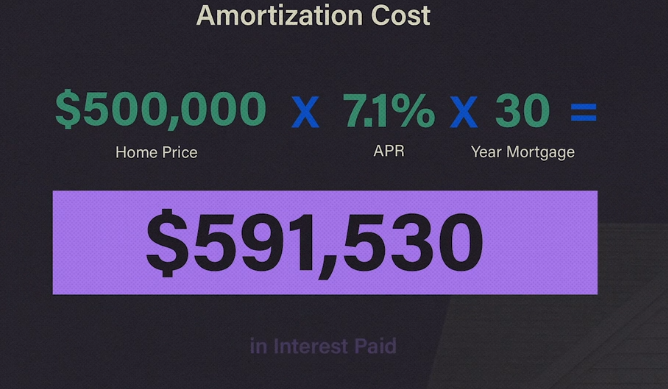 Amortization Cost
$500,000 X 7.1% X 30 =
Home Price APR Year Mortgage
$591,530
in Interest Paid